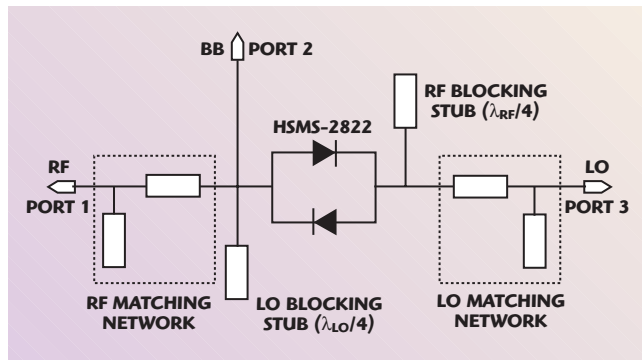 BB PORT 2
RF BLOCKING
STUB (λRF/4)
HSMS-2822
RF
PORT 1
LO
PORT 3
RF MATCHING
NETWORK
LO BLOCKING
STUB (λLO/4)
LO MATCHING
NETWORK